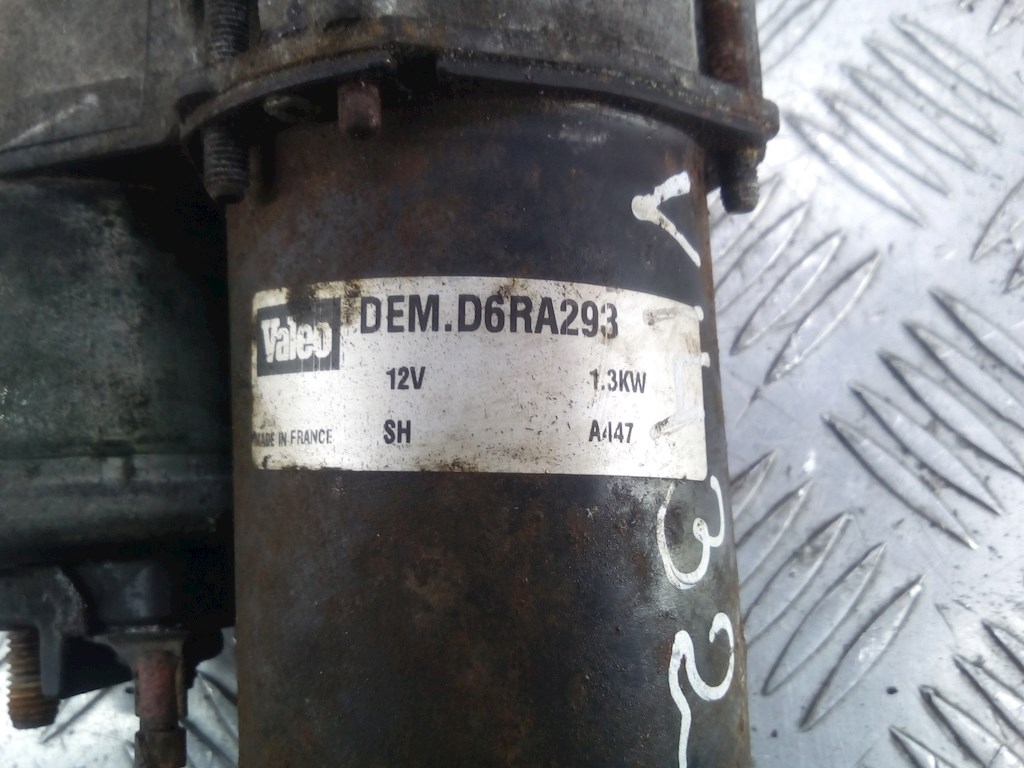 Valeo
DEM.D6RA293
12V 1.3KW
MADE IN FRANCE SH A447